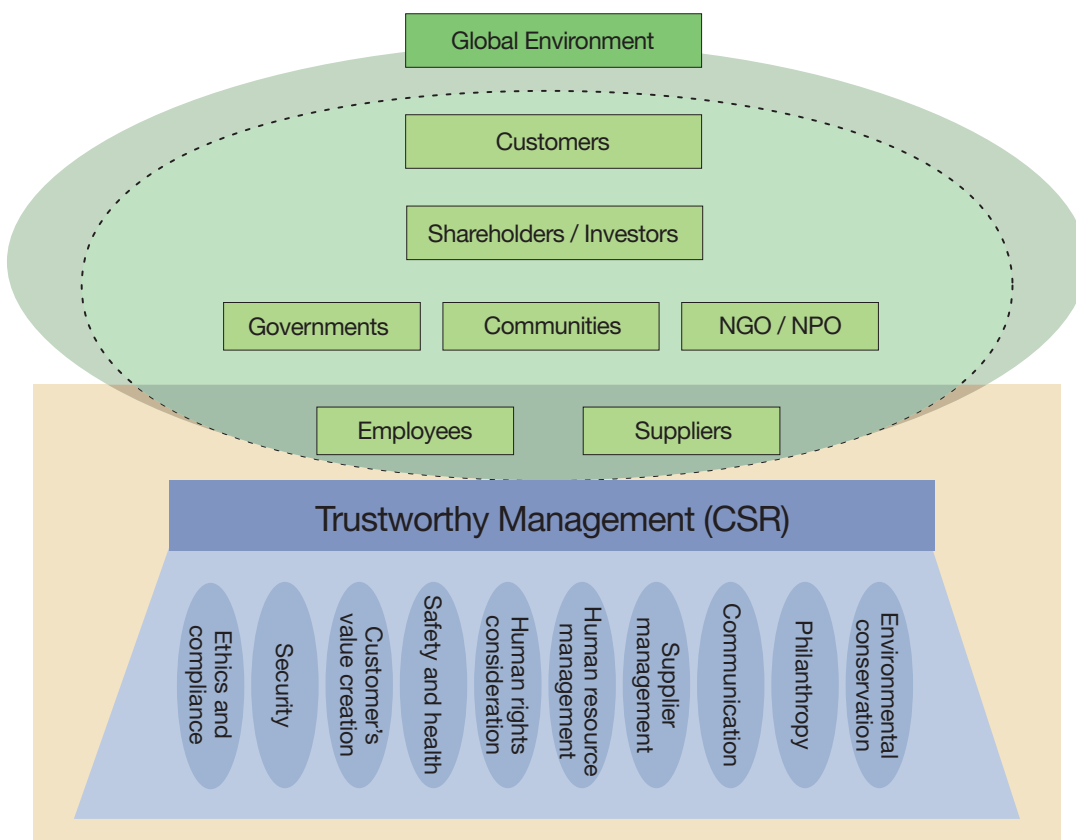 Global Environment
Customers
Shareholders / Investors
Governments
Communities
NGO / NPO
Employees
Suppliers
Trustworthy Management (CSR)
Ethics and
compliance
Security
Customer's
value creation
Safety and health
Human rights
consideration
Human resource
management
Supplier
management
Communication
Philanthropy
Environmental
conservation